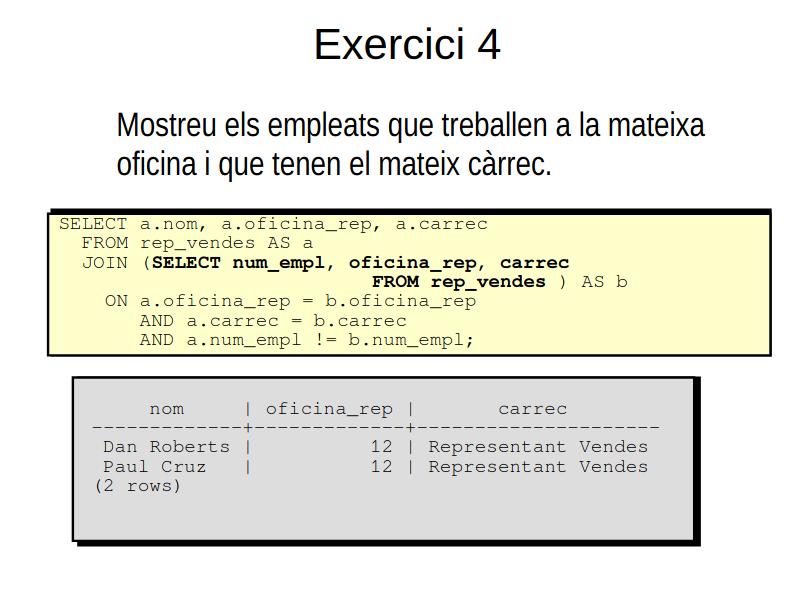 Exercici 4
Mostreu els empleats que treballen a la mateixa
oficina i que tenen el mateix càrrec.
SELECT a.nom, a.oficina_rep, a.carrec
FROM rep_vendes AS a
JOIN (SELECT num_empl, oficina_rep, carrec
FROM rep_vendes ) AS b
ON a.oficina_rep = b.oficina_rep
AND a.carrec = b.carrec
AND a.num_empl != b.num_empl;
nom | oficina_rep | carrec
-------------+-------------+---------------------
Dan Roberts | 12 | Representant Vendes
Paul Cruz | 12 | Representant Vendes
(2 rows)